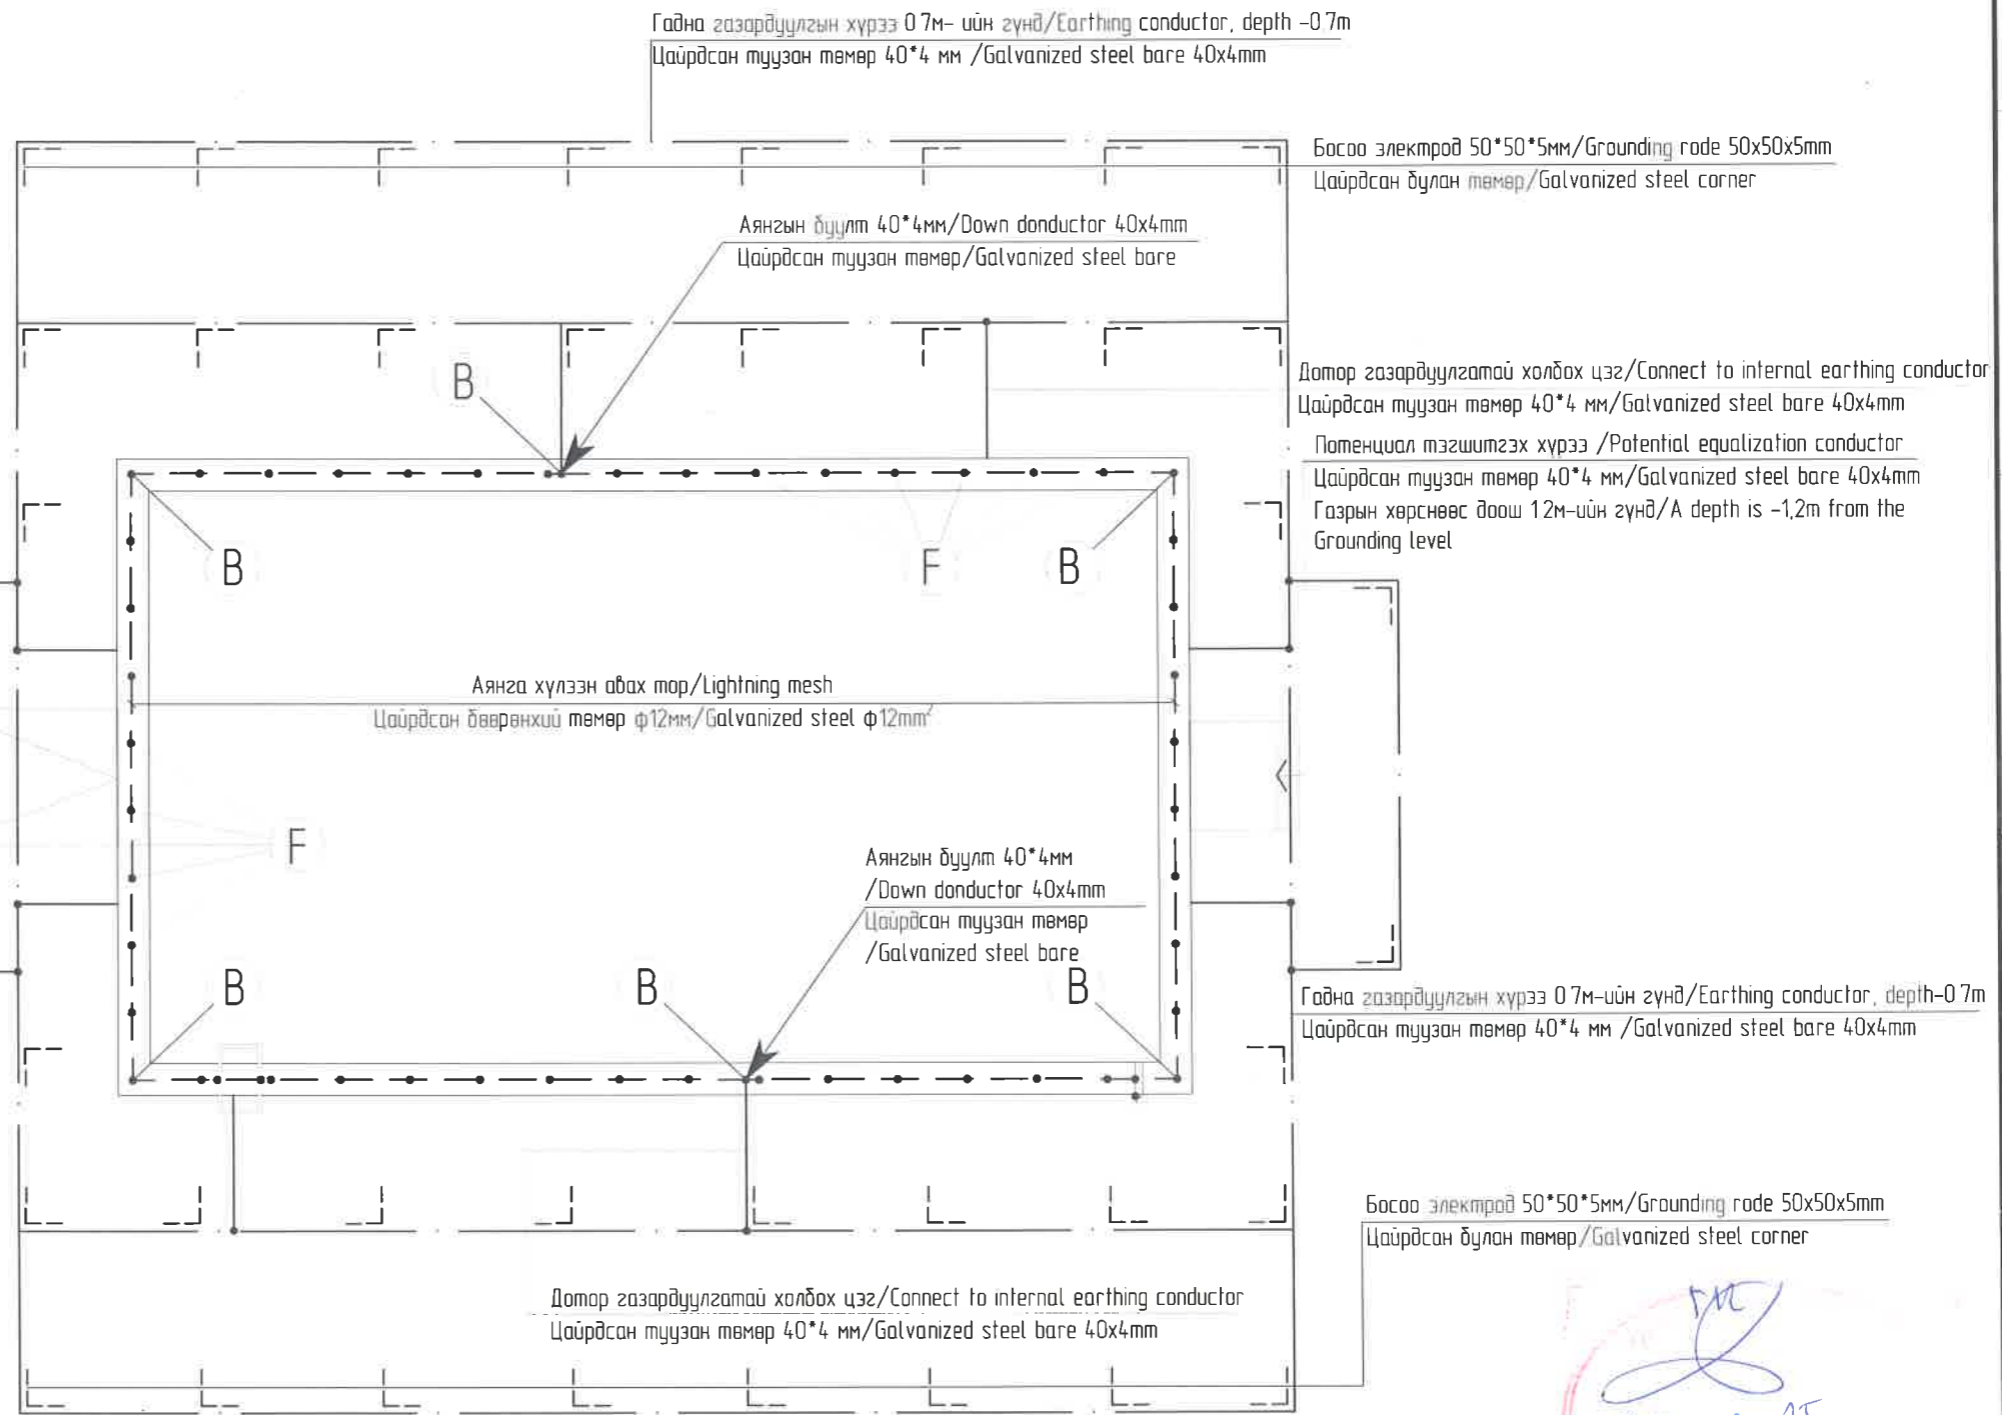 Гадна газардуулгын хүрээ 0 7м- ийн гүнд/Earthing conductor, depth -0 7m
Цайрдсан туузан төмөр 40*4 мм /Galvanized steel bare 40x4mm
Босоо электрод 50*50*5мм/Grounding rode 50x50x5mm
Цайрдсан булан төмөр/Galvanized steel corner
Аянгын буулт 40*4мм/Down donductor 40x4mm
Цайрдсан туузан төмөр/Galvanized steel bare
Дотор газардуулгатай холбох цэг/Connect to internal earthing conductor
Цайрдсан туузан төмөр 40*4 мм/Galvanized steel bare 40x4mm
B
Потенциал тэгшитгэх хүрээ /Potential equalization conductor
Цайрдсан туузан төмөр 40*4 мм/Galvanized steel bare 40x4mm
Газрын хөрснөөс доош 12м-ийн гүнд/A depth is -1,2m from the
Grounding level
B
F
B
Аянга хүлээн авах тор/Lightning mesh
Цайрдсан бөөрөнхий төмөр ф12мм/Galvanized steel ф12mm²
F
Аянгын буулт 40*4мм
/Down donductor 40x4mm
Цайрдсан туузан төмөр
/Galvanized steel bare
B
B
B
Гадна газардуулгын хүрээ 0 7м-ийн гүнд/Earthing conductor, depth-0 7m
Цайрдсан туузан төмөр 40*4 мм /Galvanized steel bare 40x4mm
Босоо электрод 50*50*5мм/Grounding rode 50x50x5mm
Цайрдсан булан төмөр/Galvanized steel corner
Дотор газардуулгатай холбох цэг/Connect to internal earthing conductor
Цайрдсан туузан төмөр 40*4 мм/Galvanized steel bare 40x4mm